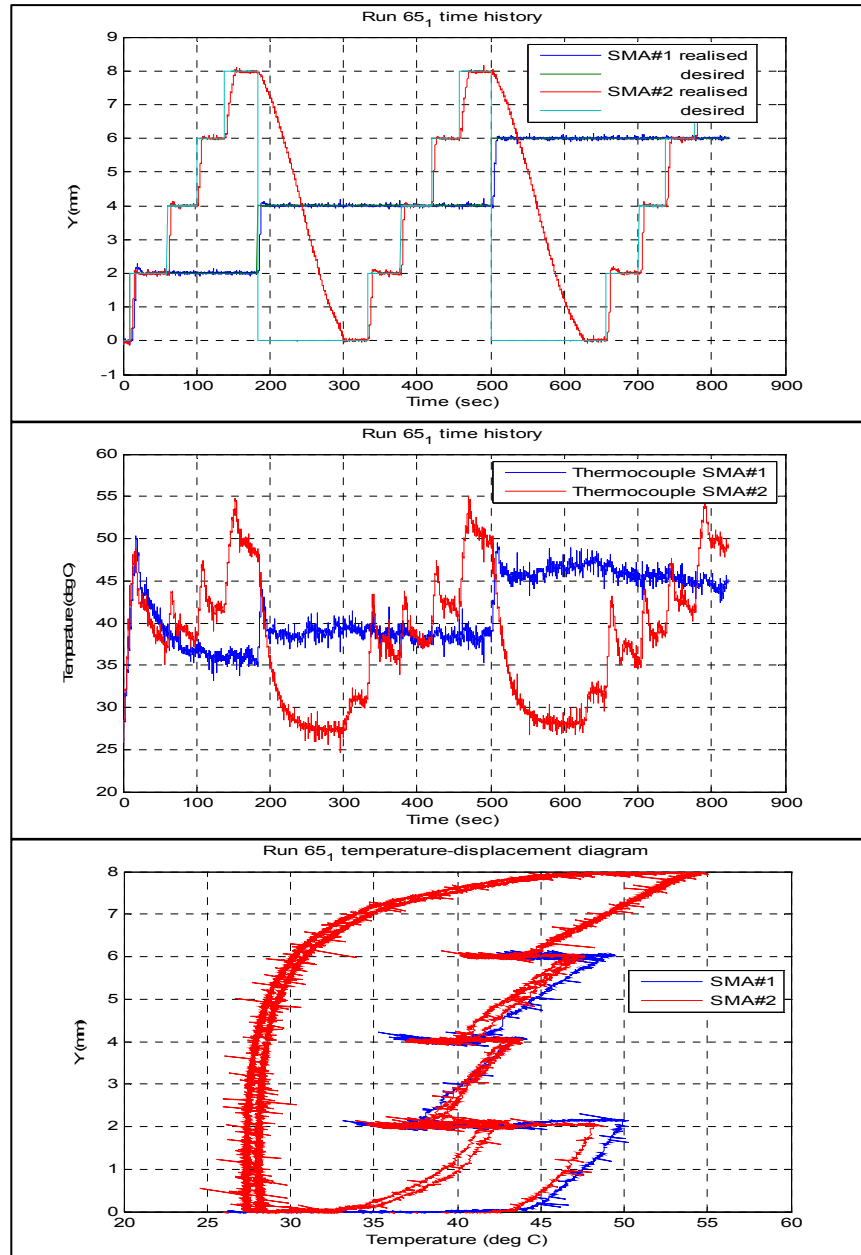 Run 65₁ time history
8
7
6
5
4
3
2
1
0
-1
Y (mm)
SMA#1 realised
desired
SMA#2 realised
desired
0 100 200 300 400 500 600 700 800 900
Time (sec)
Run 65₁ time history
60
55
50
45
40
35
30
25
20
Temperature (deg C)
Thermocouple SMA#1
Thermocouple SMA#2
0 100 200 300 400 500 600 700 800 900
Time (sec)
Run 65₁ temperature-displacement diagram
8
7
6
5
4
3
2
1
0
Y (mm)
SMA#1
SMA#2
20 25 30 35 40 45 50 55 60
Temperature (deg C)